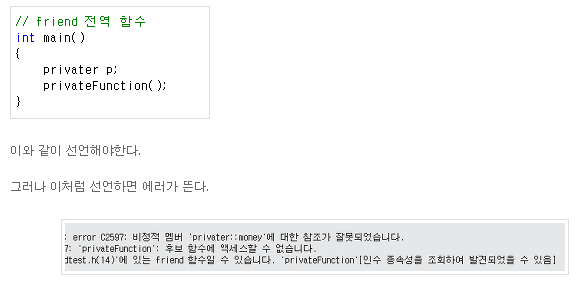 // friend 전역 함수
int main()
{
privater p;
privateFunction();
}
이와 같이 선언해야한다.
그러나 이처럼 선언하면 에러가 뜬다.
: error C2597: 비정적 멤버 'privater::money'에 대한 참조가 잘못되었습니다.
7: 'privateFunction': 후보 함수에 액세스할 수 없습니다.
dtest.h(14)'에 있는 friend 함수일 수 있습니다. 'privateFunction'[인수 종속성을 조회하여 발견되었을 수 있음]